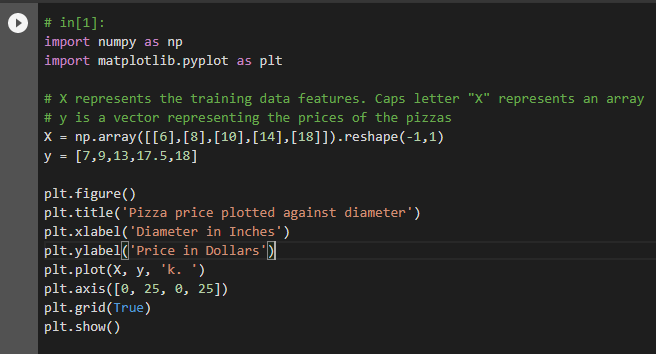 # in[1]:
import numpy as np
import matplotlib.pyplot as plt
# X represents the training data features. Caps letter "X" represents an array
# y is a vector representing the prices of the pizzas
X = np.array([[6],[8],[10],[14],[18]]).reshape(-1,1)
y = [7,9,13,17.5,18]
plt.figure()
plt.title('Pizza price plotted against diameter')
plt.xlabel('Diameter in Inches')
plt.ylabel('Price in Dollars')
plt.plot(X, y, 'k. ')
plt.axis([0, 25, 0, 25])
plt.grid(True)
plt.show()